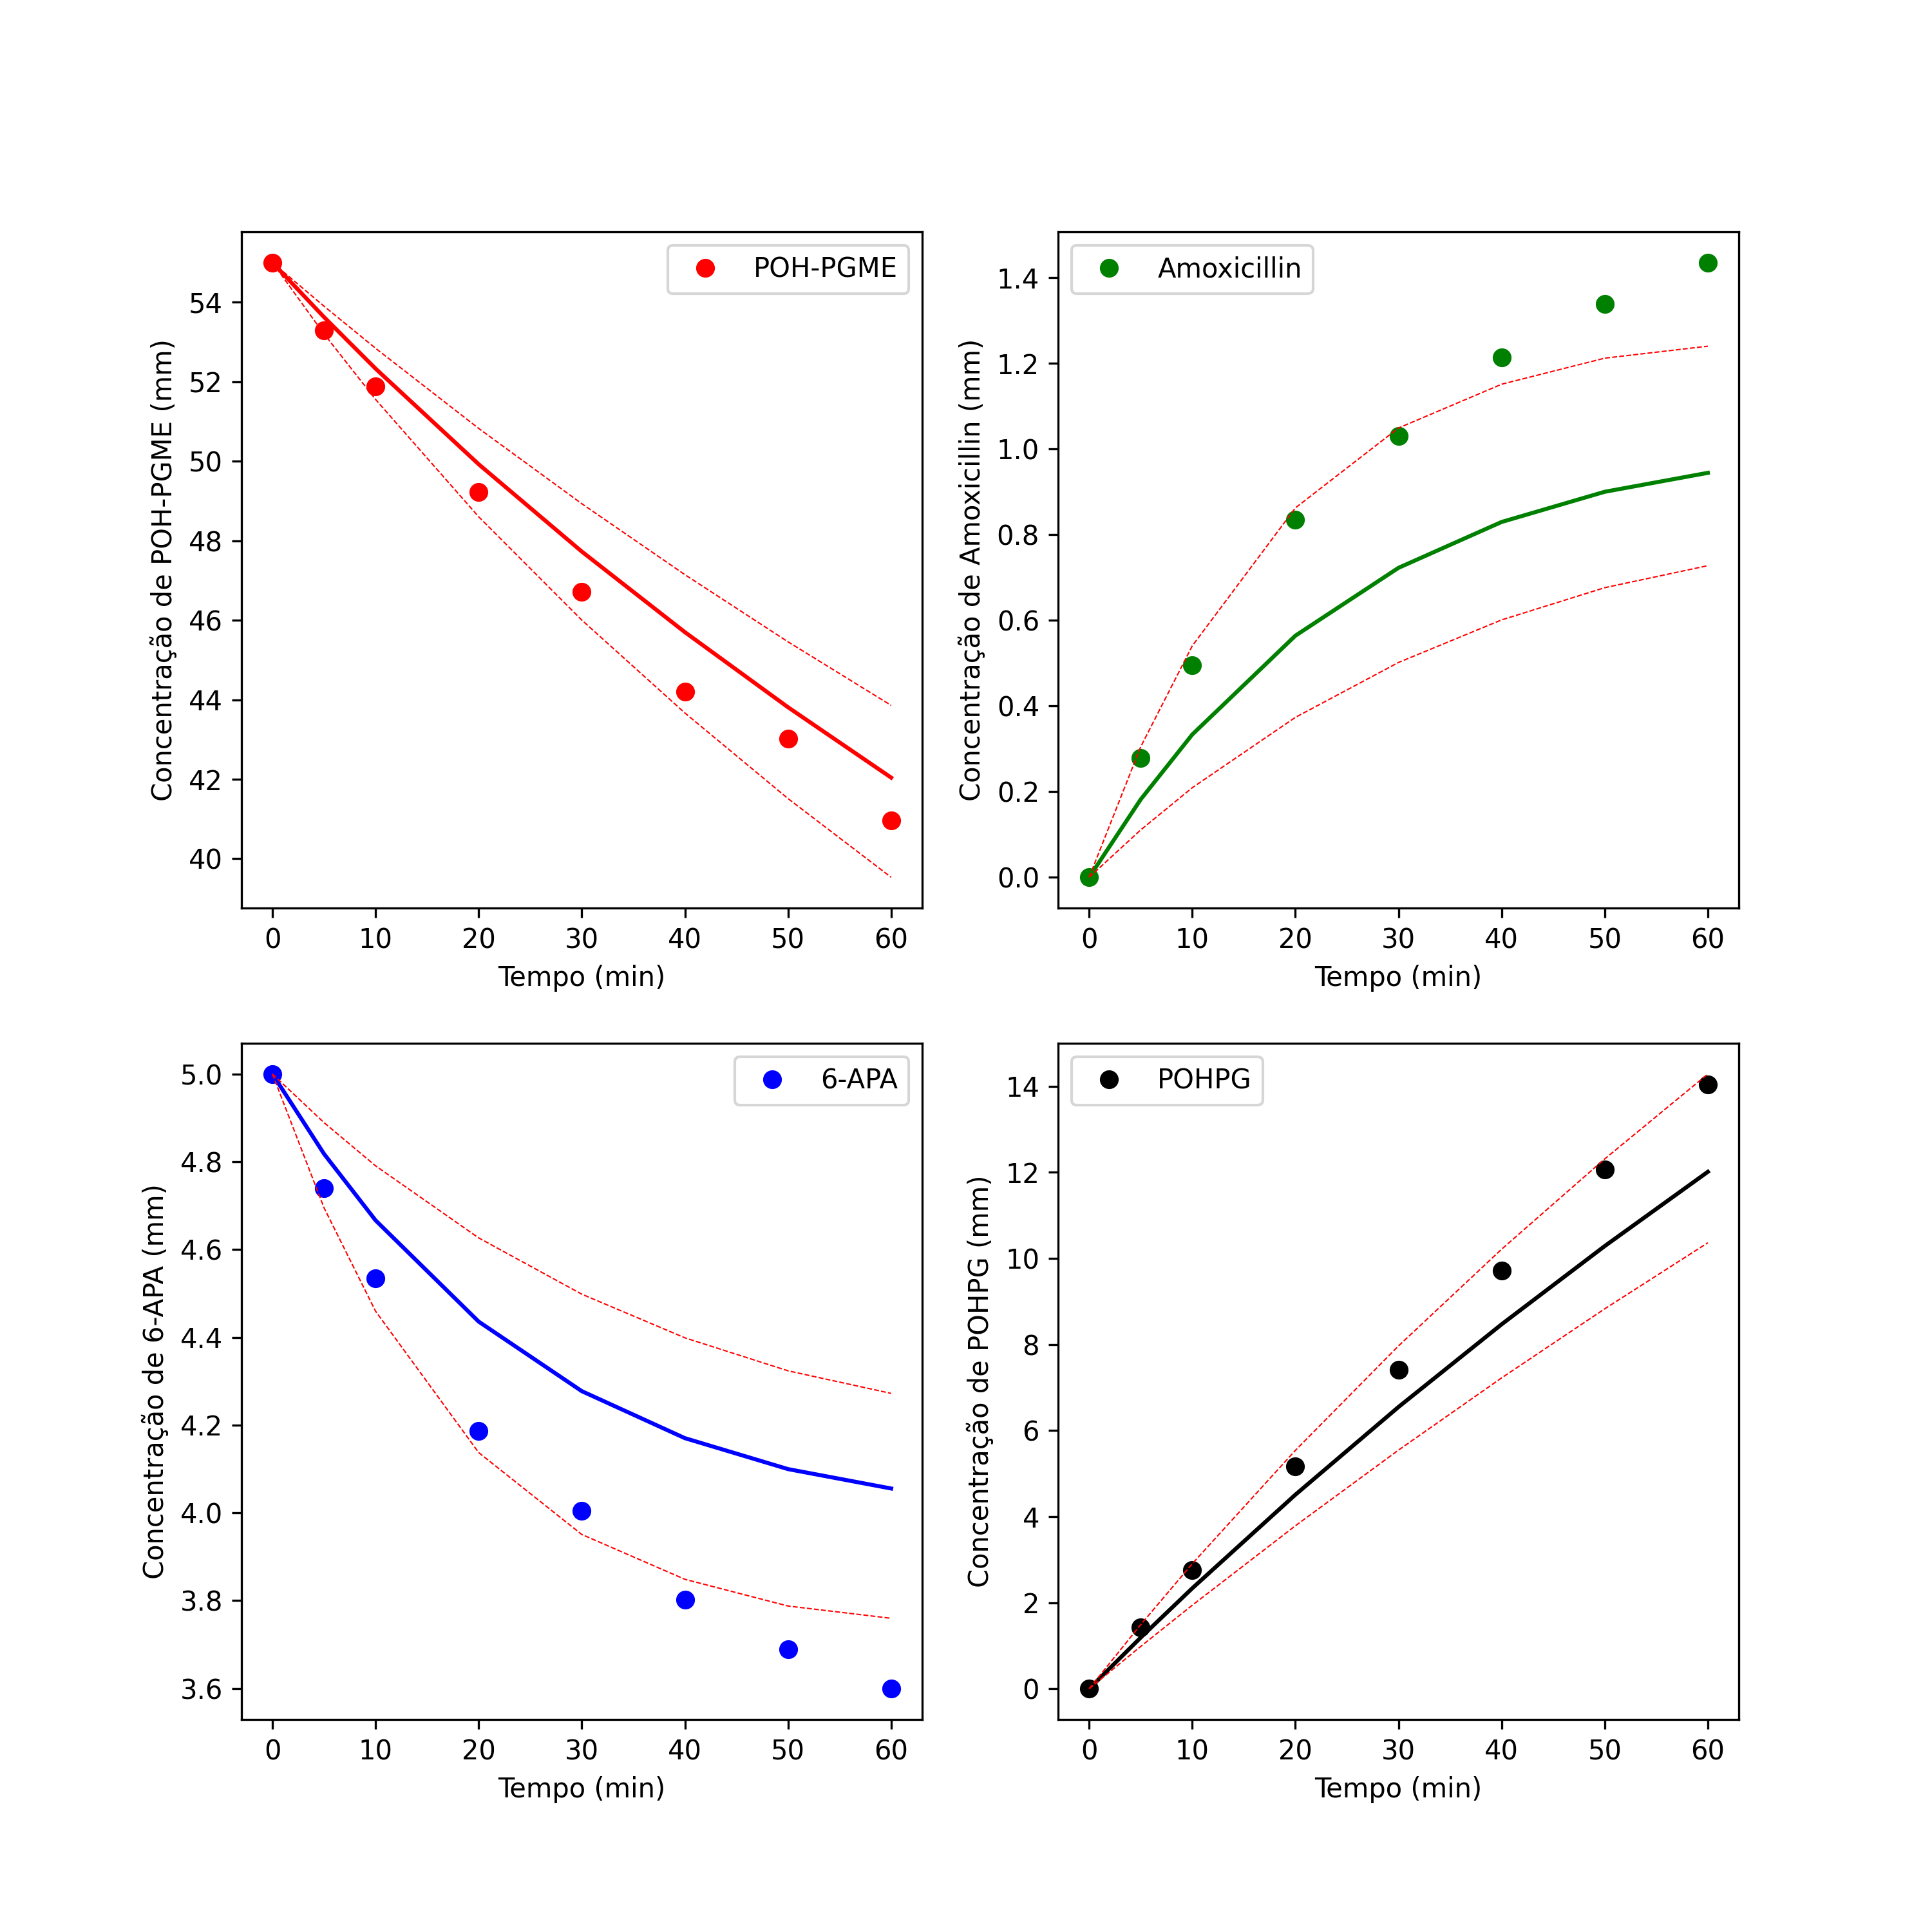 POH-PGME
Concentração de POH-PGME (mm)
54
52
50
48
46
44
42
40
0 10 20 30 40 50 60
Tempo (min)
Amoxicillin
Concentração de Amoxicillin (mm)
1.4
1.2
1.0
0.8
0.6
0.4
0.2
0.0
0 10 20 30 40 50 60
Tempo (min)
6-APA
Concentração de 6-APA (mm)
5.0
4.8
4.6
4.4
4.2
4.0
3.8
3.6
0 10 20 30 40 50 60
Tempo (min)
POHPG
Concentração de POHPG (mm)
14
12
10
8
6
4
2
0
0 10 20 30 40 50 60
Tempo (min)